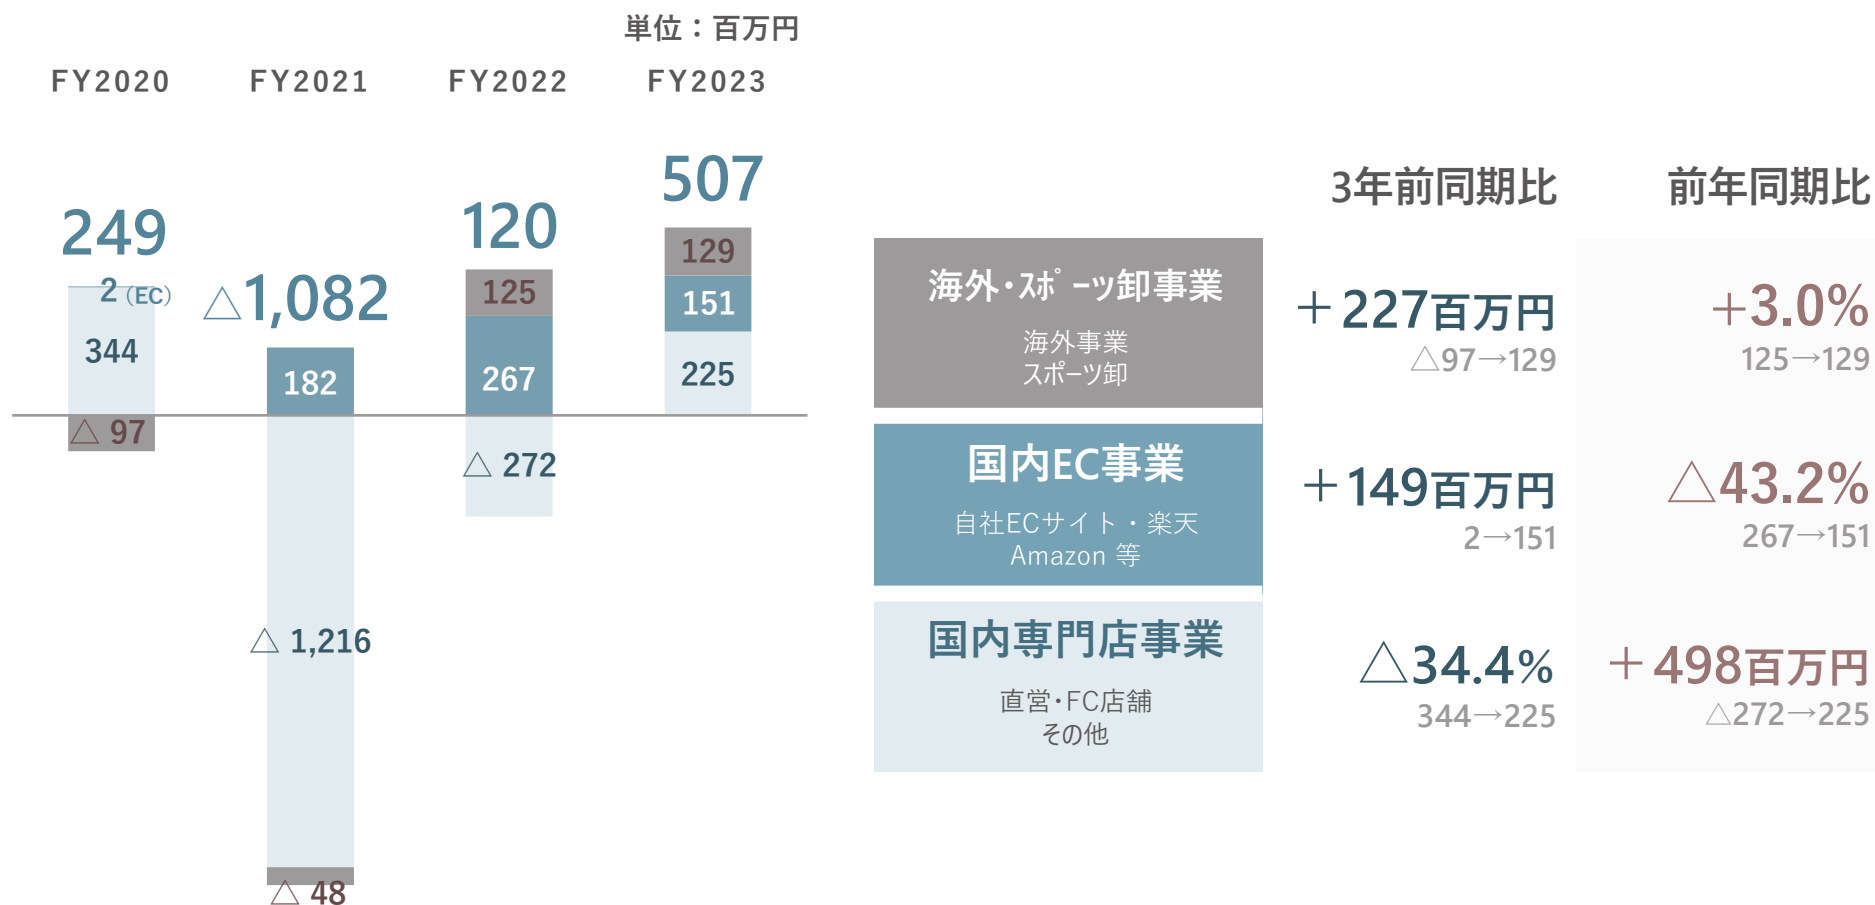 単位：百万円
FY2020
FY2021
FY2022
FY2023
249
2 (EC)
344
△ 97
△1,082
182
△ 1,216
△ 48
120
125
267
△ 272
507
129
151
225
3年前同期比
前年同期比
海外・スポーツ卸事業
海外事業
スポーツ卸
＋227百万円
△97→129
＋3.0%
125→129
国内EC事業
自社ECサイト・楽天
Amazon 等
＋149百万円
2→151
△43.2%
267→151
国内専門店事業
直営・FC店舗
その他
△34.4%
344→225
＋498百万円
△272→225